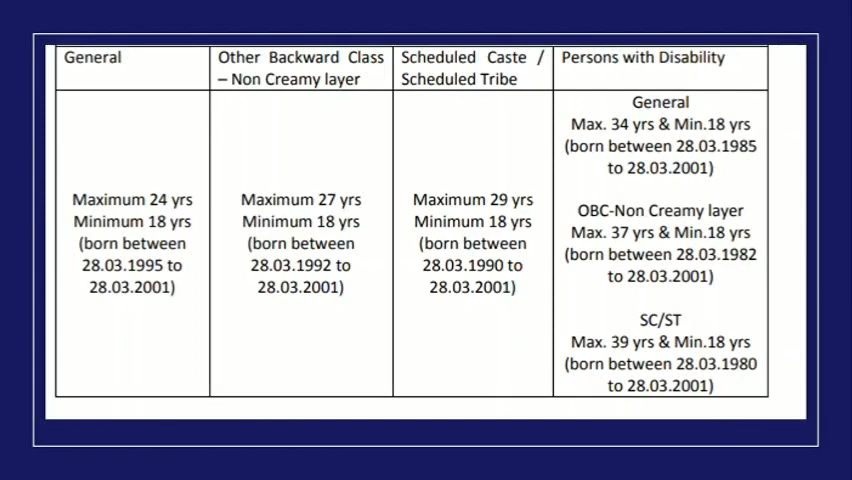 General
Other Backward Class
– Non Creamy layer
Scheduled Caste /
Scheduled Tribe
Persons with Disability
Maximum 24 yrs
Minimum 18 yrs
(born between
28.03.1995 to
28.03.2001)
Maximum 27 yrs
Minimum 18 yrs
(born between
28.03.1992 to
28.03.2001)
Maximum 29 yrs
Minimum 18 yrs
(born between
28.03.1990 to
28.03.2001)
General
Max. 34 yrs & Min.18 yrs
(born between 28.03.1985
to 28.03.2001)
OBC-Non Creamy layer
Max. 37 yrs & Min.18 yrs
(born between 28.03.1982
to 28.03.2001)
SC/ST
Max. 39 yrs & Min.18 yrs
(born between 28.03.1980
to 28.03.2001)